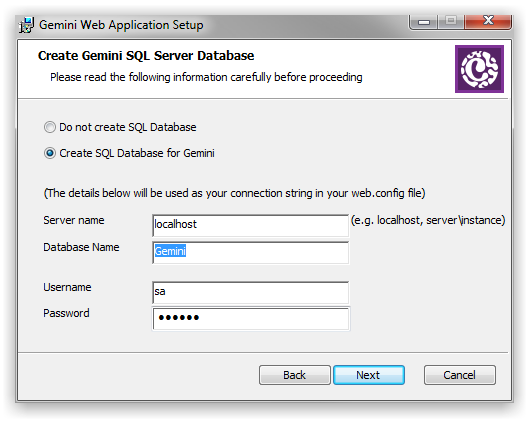 Gemini Web Application Setup
Create Gemini SQL Server Database
Please read the following information carefully before proceeding
Do not create SQL Database
Create SQL Database for Gemini
(The details below will be used as your connection string in your web.config file)
Server name localhost (e.g. localhost, server\instance)
Database Name Gemini
Username sa
Password ••••••
Back Next Cancel